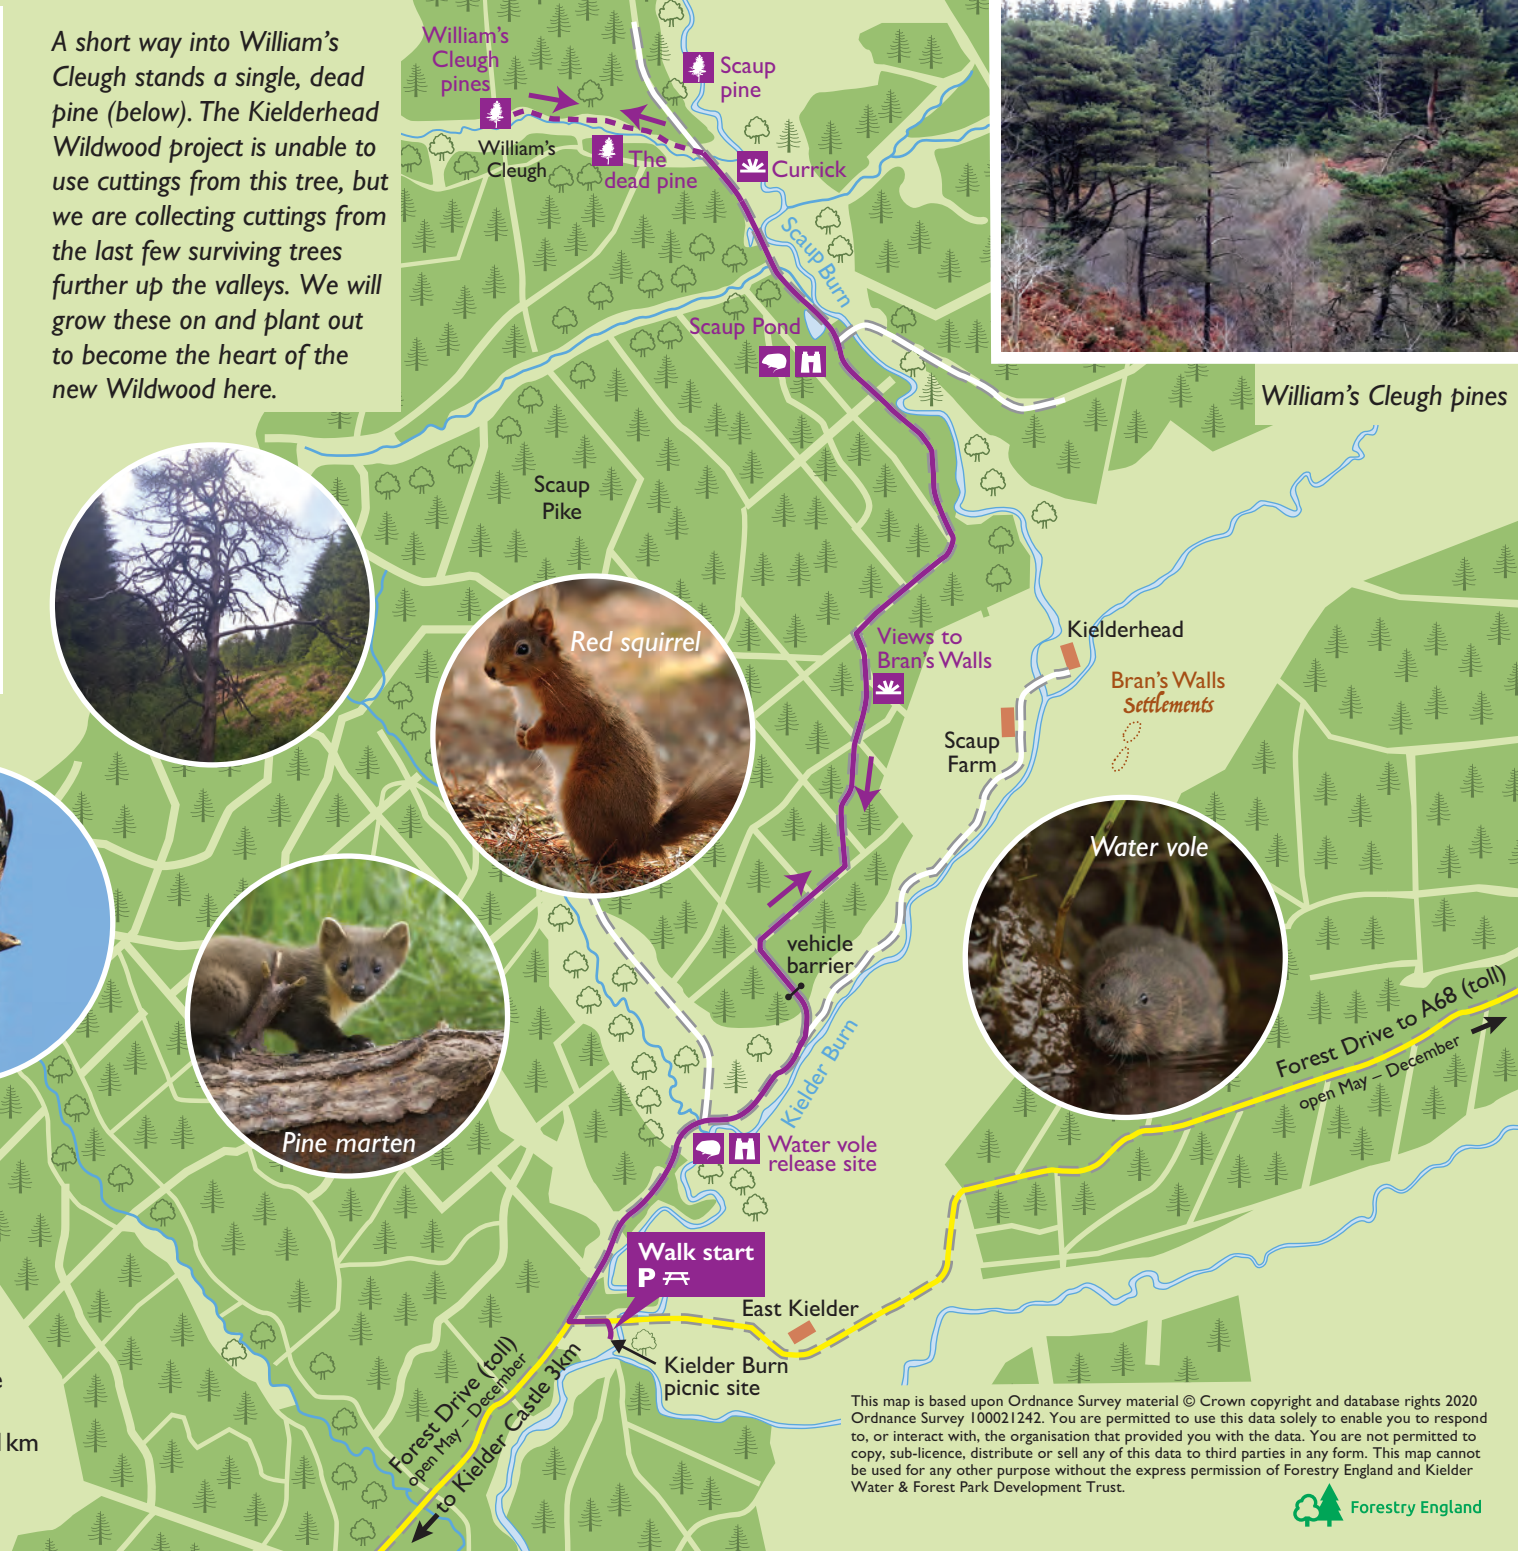 A short way into William's
Cleugh stands a single, dead
pine (below). The Kielderhead
Wildwood project is unable to
use cuttings from this tree, but
we are collecting cuttings from
the last few surviving trees
further up the valleys. We will
grow these on and plant out
to become the heart of the
new Wildwood here.
William's
Cleugh
pines
Scaup
pine
William's
Cleugh
The
dead pine
Currick
Scaup Burn
Scaup Pond
William's Cleugh pines
Scaup
Pike
Red squirrel
Views to
Bran's Walls
Kielderhead
Bran's Walls
Settlements
Scaup
Farm
Water vole
vehicle
barrier
Pine marten
Kielder Burn
Forest Drive to A68 (toll)
open May – December
Water vole
release site
Walk start
P
East Kielder
Kielder Burn
picnic site
Forest Drive (toll)
open May – December
to Kielder Castle 3km
km
This map is based upon Ordnance Survey material © Crown copyright and database rights 2020
Ordnance Survey 100021242. You are permitted to use this data solely to enable you to respond
to, or interact with, the organisation that provided you with the data. You are not permitted to
copy, sub-licence, distribute or sell any of this data to third parties in any form. This map cannot
be used for any other purpose without the express permission of Forestry England and Kielder
Water & Forest Park Development Trust.
Forestry England